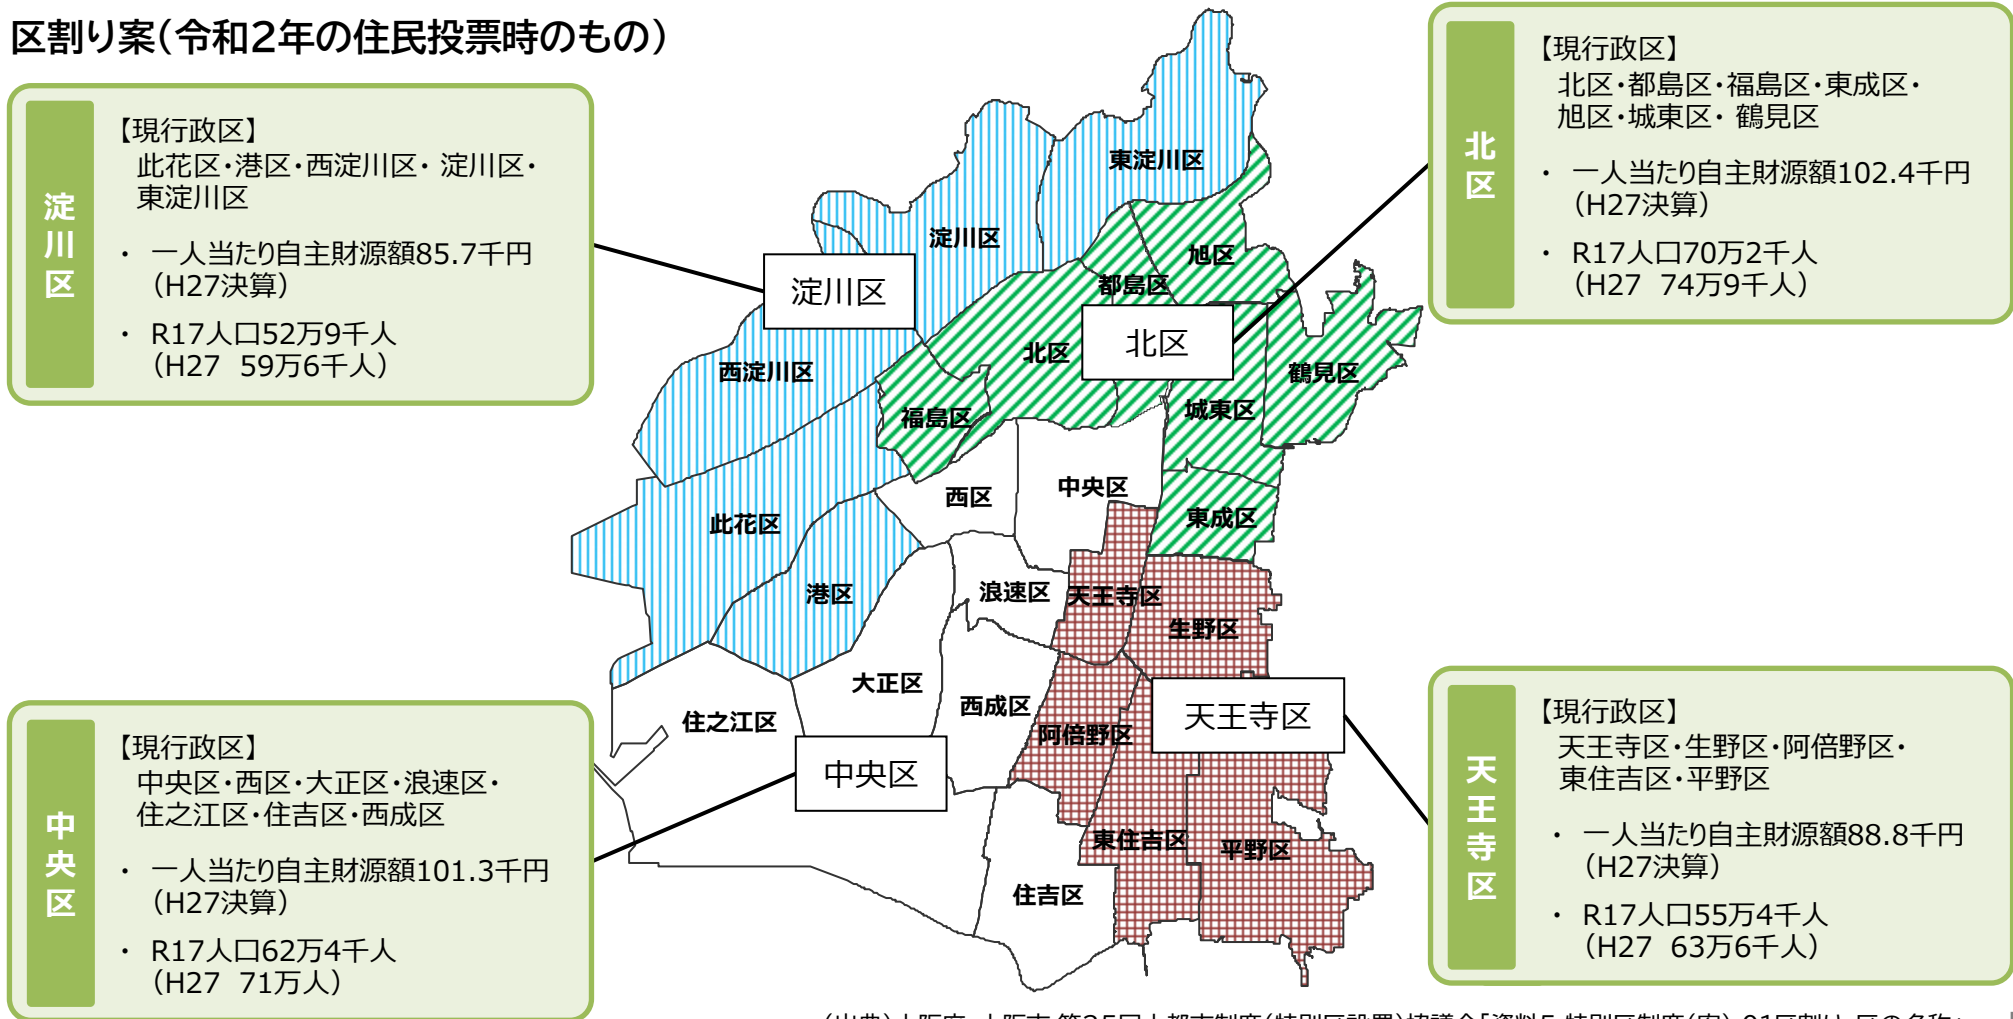 区割り案(令和2年の住民投票時のもの)
淀川区
【現行政区】
此花区・港区・西淀川区・ 淀川区・
東淀川区
・ 一人当たり自主財源額85.7千円
(H27決算)
・ R17人口52万9千人
(H27 59万6千人)
北区
【現行政区】
北区・都島区・福島区・東成区・
旭区・城東区・ 鶴見区
・ 一人当たり自主財源額102.4千円
(H27決算)
・ R17人口70万2千人
(H27 74万9千人)
東淀川区
淀川区
旭区
都島区
淀川区
北区
北区
西淀川区
鶴見区
福島区
城東区
西区
中央区
此花区
東成区
港区
浪速区
天王寺区
生野区
大正区
西成区
住之江区
阿倍野区
天王寺区
中央区
東住吉区
平野区
住吉区
中央区
【現行政区】
中央区・西区・大正区・浪速区・
住之江区・住吉区・西成区
・ 一人当たり自主財源額101.3千円
(H27決算)
・ R17人口62万4千人
(H27 71万人)
天王寺区
【現行政区】
天王寺区・生野区・阿倍野区・
東住吉区・平野区
・ 一人当たり自主財源額88.8千円
(H27決算)
・ R17人口55万4千人
(H27 63万6千人)